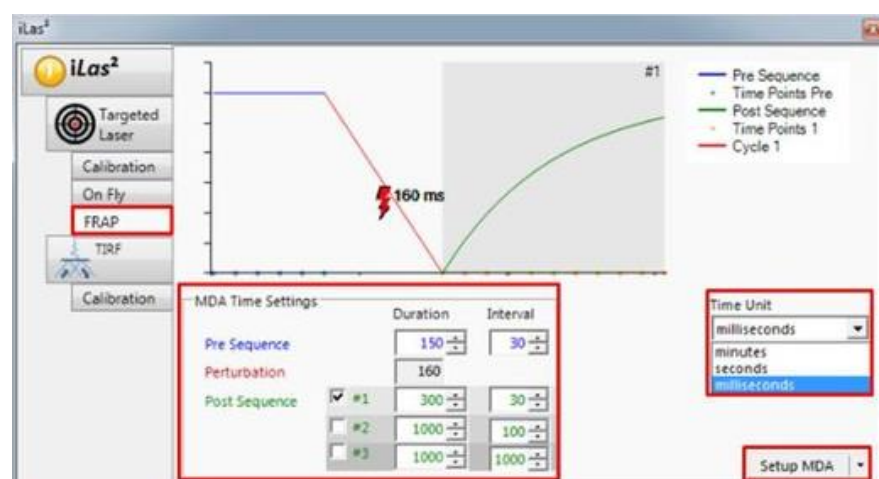 iLas²
iLas²
Targeted
Laser
Calibration
On Fly
FRAP
TIRF
Calibration
#1
160 ms
Pre Sequence
Time Points Pre
Post Sequence
Time Points 1
Cycle 1
MDA Time Settings
Duration Interval
Pre Sequence 150 30
Perturbation 160
Post Sequence #1 300 30
#2 1000 100
#3 1000 1000
Time Unit
milliseconds
minutes
seconds
milliseconds
Setup MDA